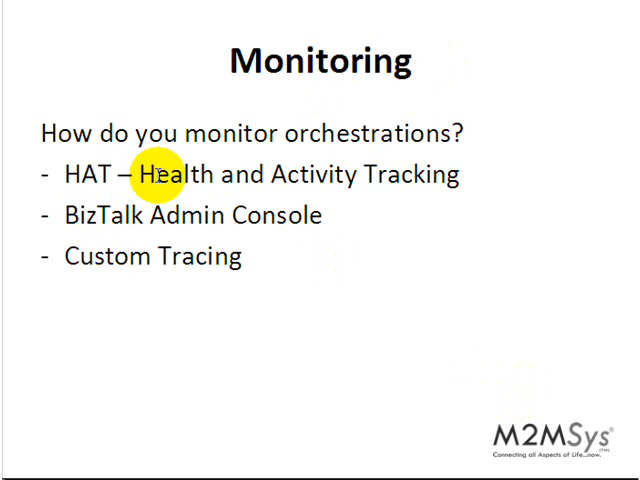 Monitoring
How do you monitor orchestrations?
- HAT – Health and Activity Tracking
- BizTalk Admin Console
- Custom Tracing
M2MSys®
Connecting all Aspects of Life...now. (TM)